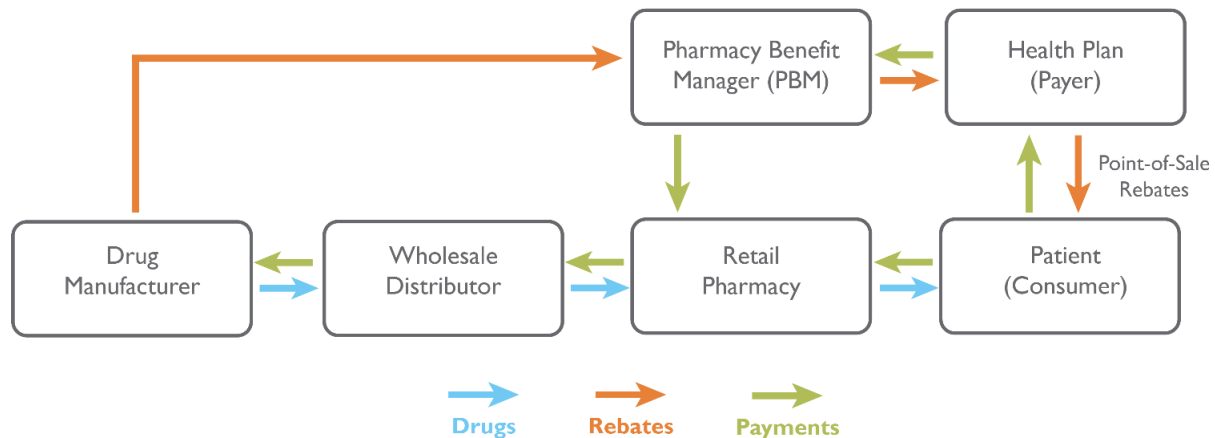 Pharmacy Benefit
Manager (PBM)
Health Plan
(Payer)
Point-of-Sale
Rebates
Drug
Manufacturer
Wholesale
Distributor
Retail
Pharmacy
Patient
(Consumer)
Drugs
Rebates
Payments